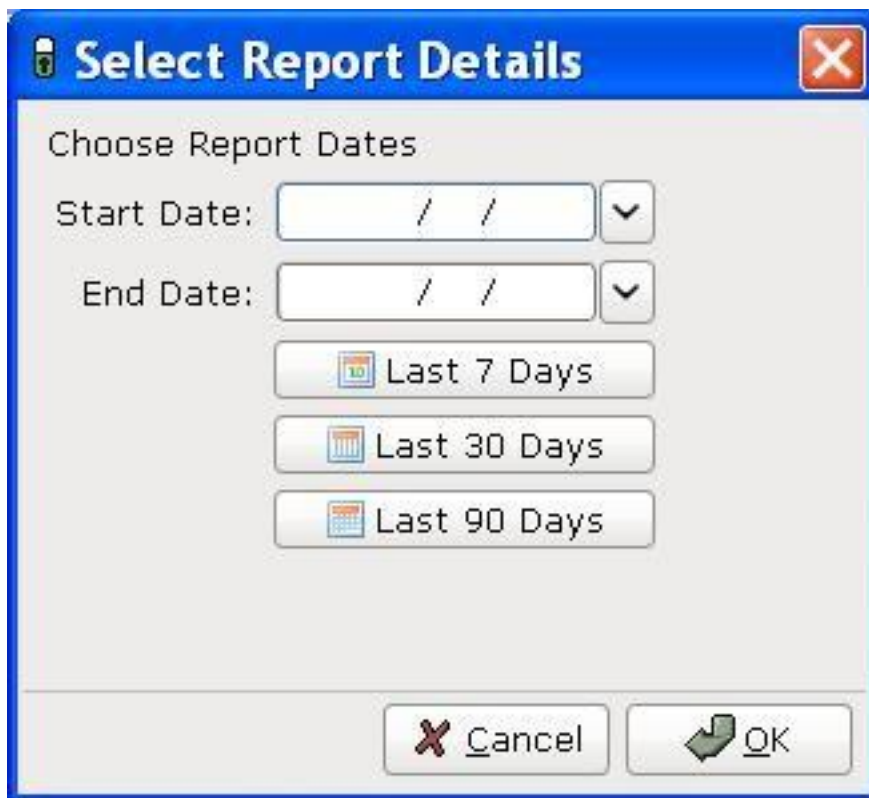 Select Report Details
Choose Report Dates
Start Date: / /
End Date: / /
Last 7 Days
Last 30 Days
Last 90 Days
Cancel OK